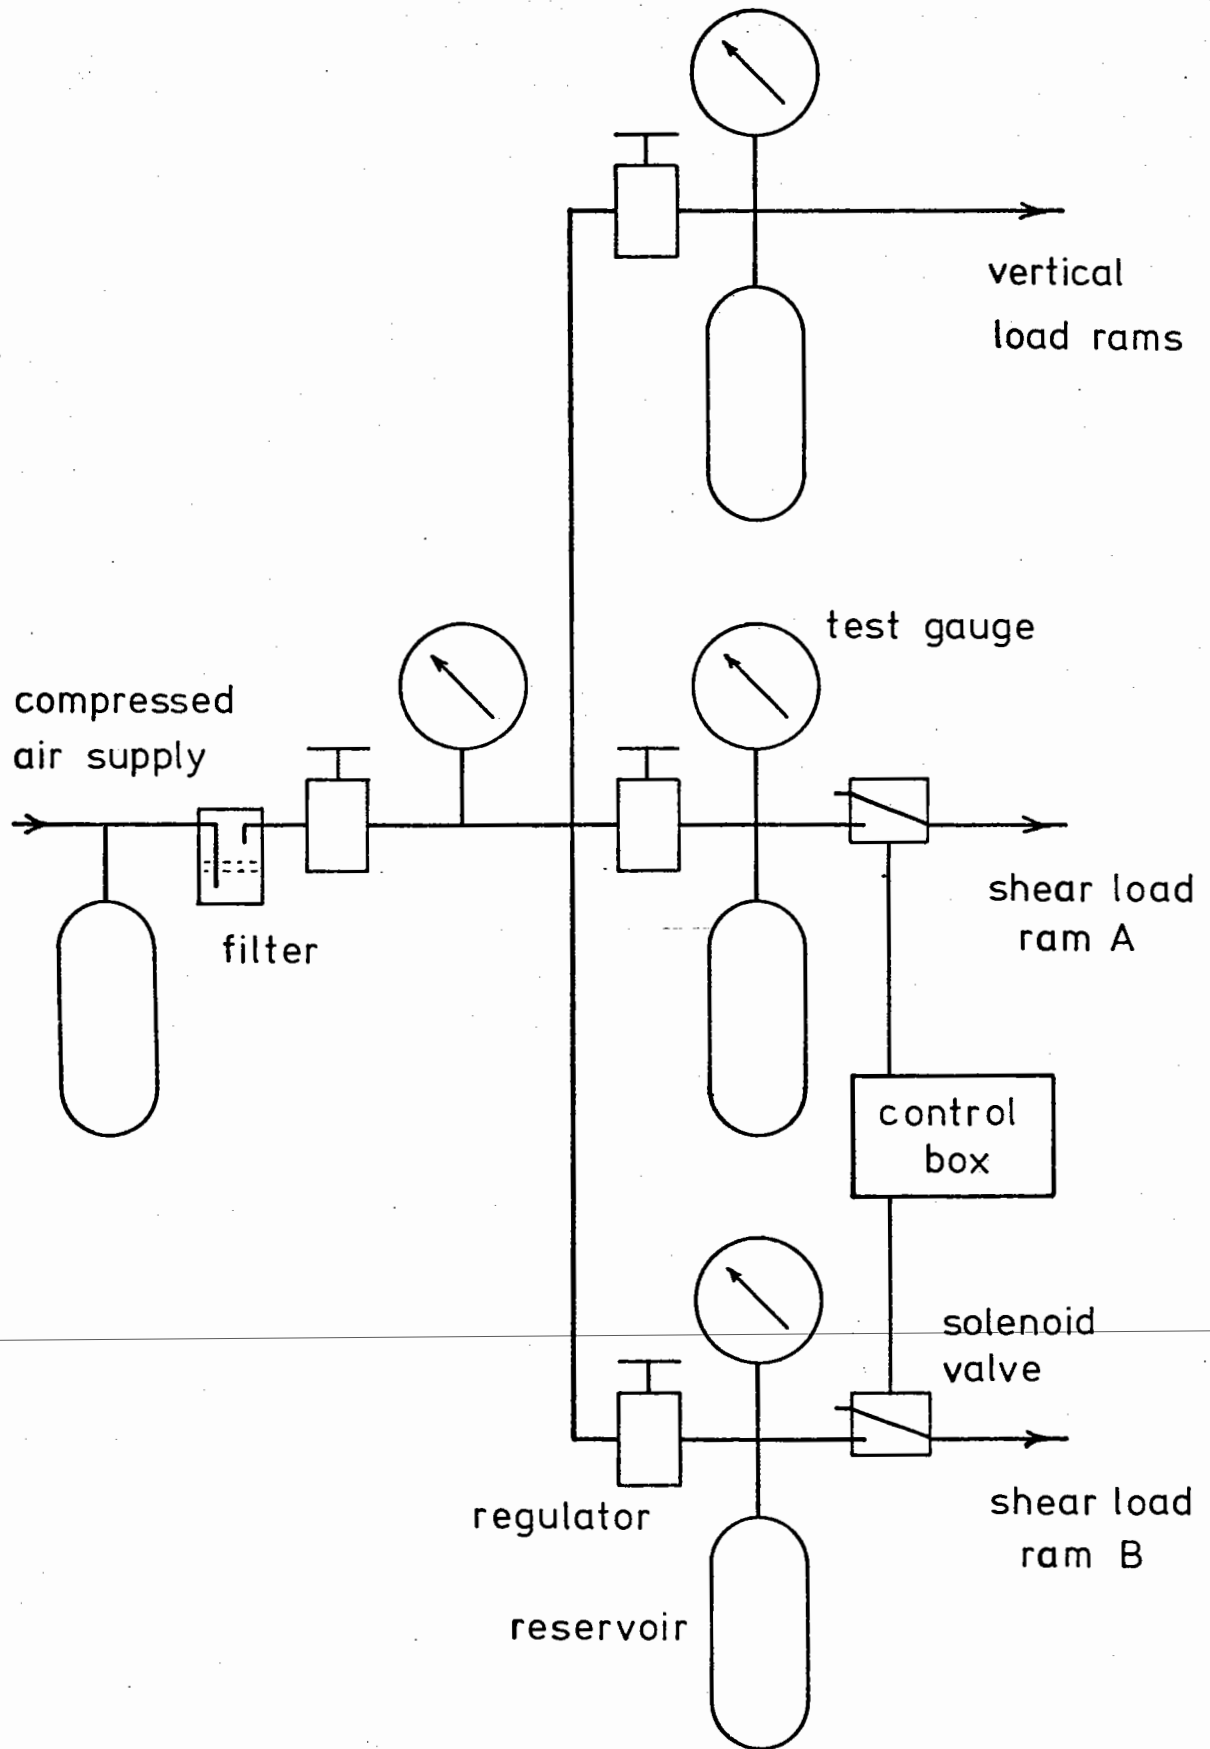 vertical
load rams
test gauge
compressed
air supply
filter
shear load
ram A
control
box
solenoid
valve
regulator
shear load
ram B
reservoir